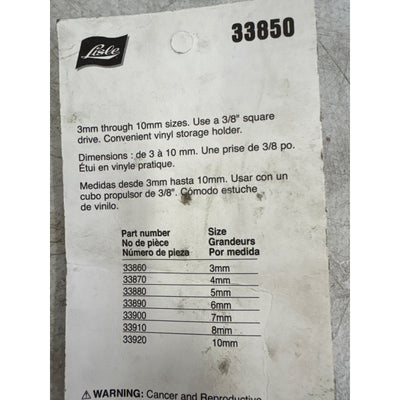 Lisle
33850
3mm through 10mm sizes. Use a 3/8" square
drive. Convenient vinyl storage holder.
Dimensions : de 3 à 10 mm. Une prise de 3/8 po.
Étui en vinyle pratique.
Medidas desde 3mm hasta 10mm. Usar con un
cubo propulsor de 3/8". Cómodo estuche
de vinilo.
Part number Size
No de pièce Grandeurs
Número de pieza Por medida
33860 3mm
33870 4mm
33880 5mm
33890 6mm
33900 7mm
33910 8mm
33920 10mm
⚠WARNING: Cancer and Reproductive